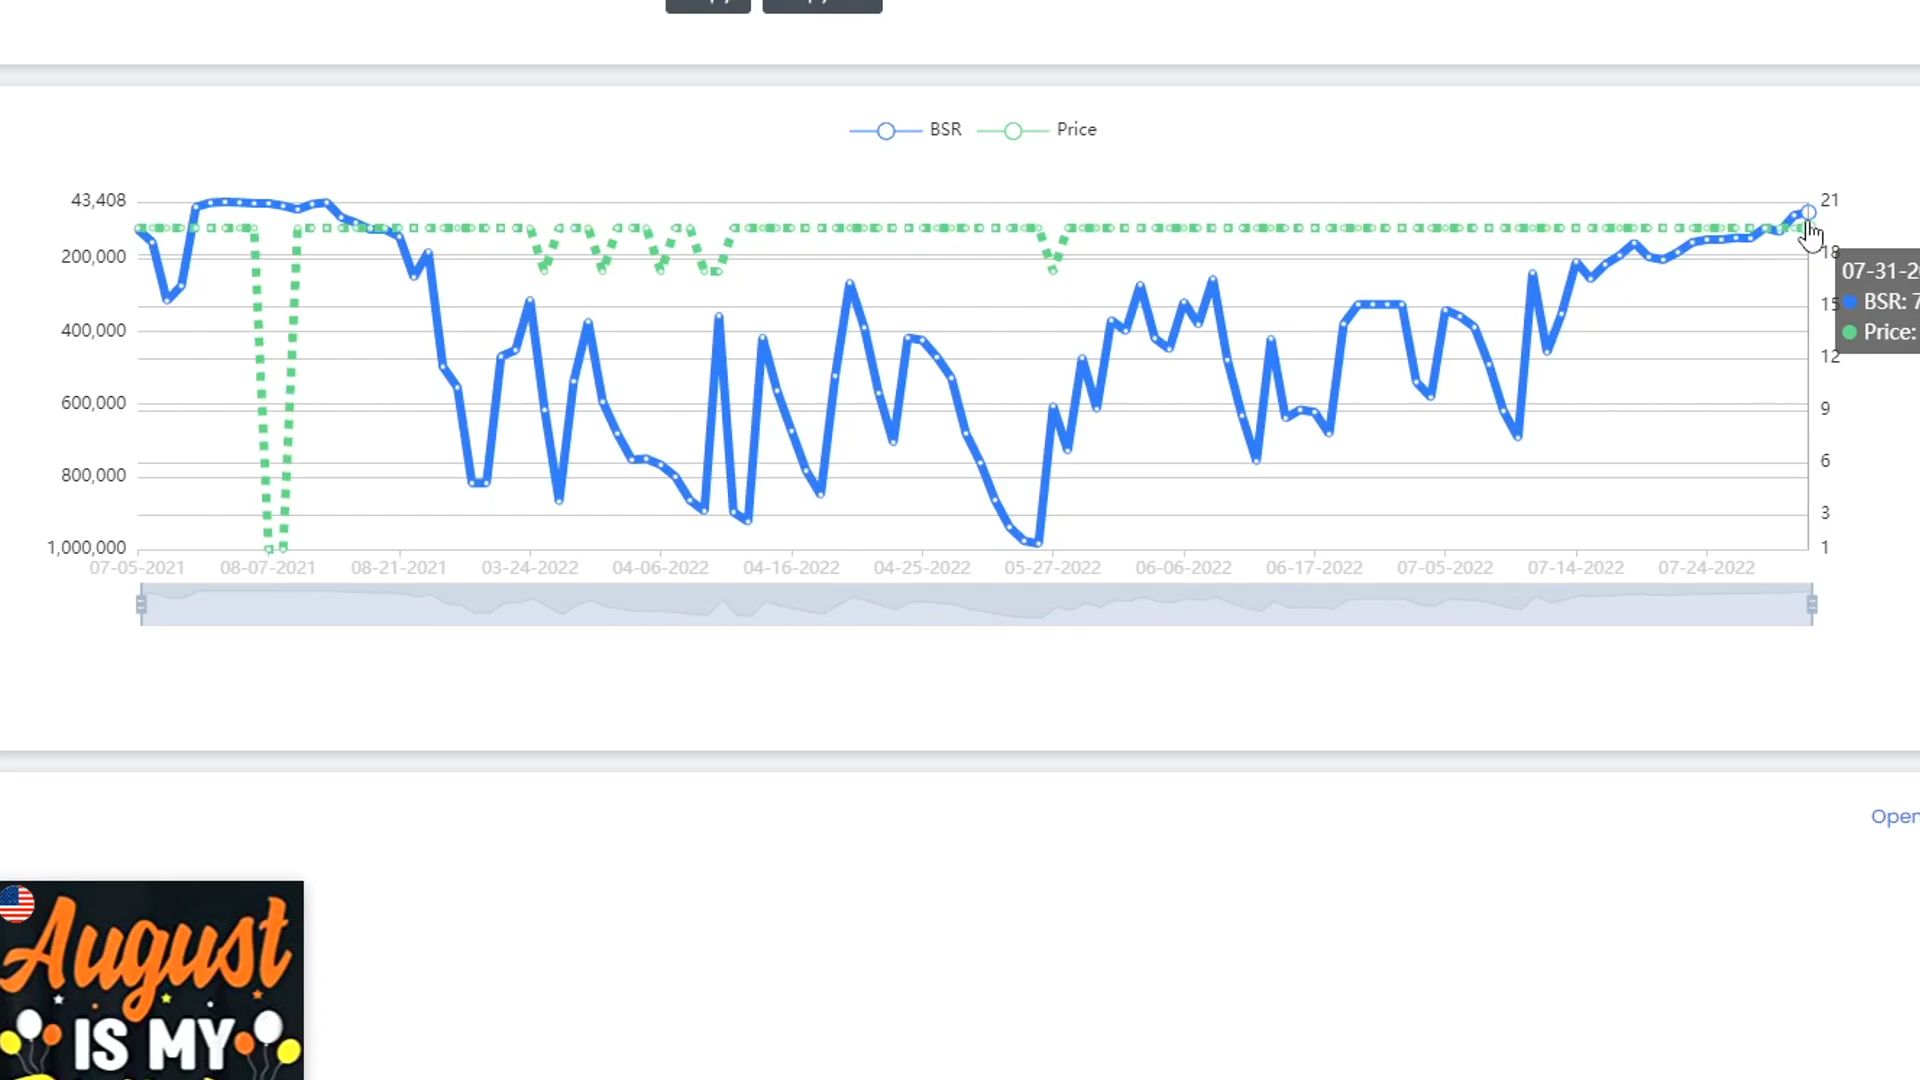 BSR Price
43,408
200,000
400,000
600,000
800,000
1,000,000
21
18
15
12
9
6
3
1
07-31-2
BSR: 7
Price:
07-05-2021 08-07-2021 08-21-2021 03-24-2022 04-06-2022 04-16-2022 04-25-2022 05-27-2022 06-06-2022 06-17-2022 07-05-2022 07-14-2022 07-24-2022
Open
August
IS MY